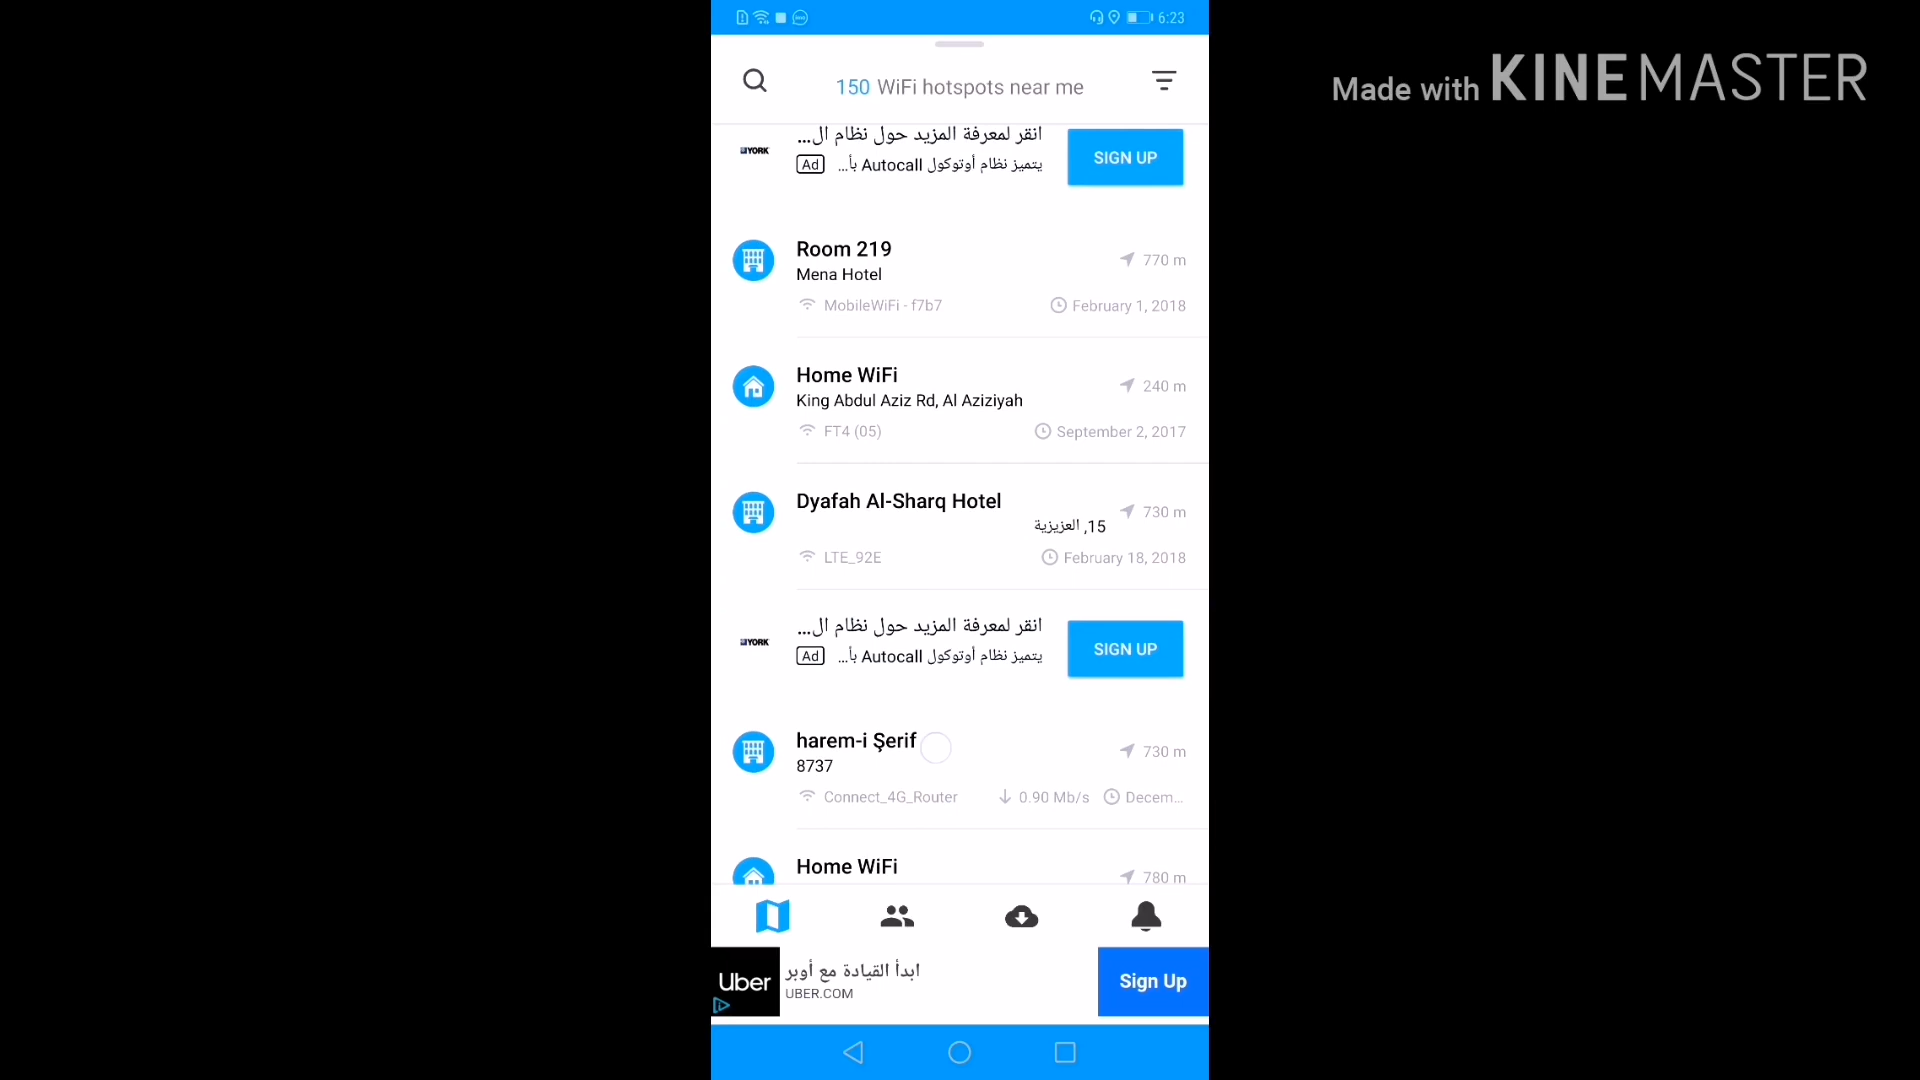 6:23
Made with KINEMASTER
150 WiFi hotspots near me
انقر لمعرفة المزيد حول نظام ال...
YORK
SIGN UP
Ad يتميز نظام أوتوكول Autocall بأ...
Room 219
770 m
Mena Hotel
MobileWiFi - f7b7 February 1, 2018
Home WiFi
240 m
King Abdul Aziz Rd, Al Aziziyah
FT4 (05) September 2, 2017
Dyafah Al-Sharq Hotel
730 m
15, العزيزية
LTE_92E February 18, 2018
انقر لمعرفة المزيد حول نظام ال...
YORK
SIGN UP
Ad يتميز نظام أوتوكول Autocall بأ...
harem-i Şerif
730 m
8737
Connect_4G_Router 0.90 Mb/s Decem...
Home WiFi
780 m
Uber
ابدأ القيادة مع أوبر
UBER.COM
Sign Up